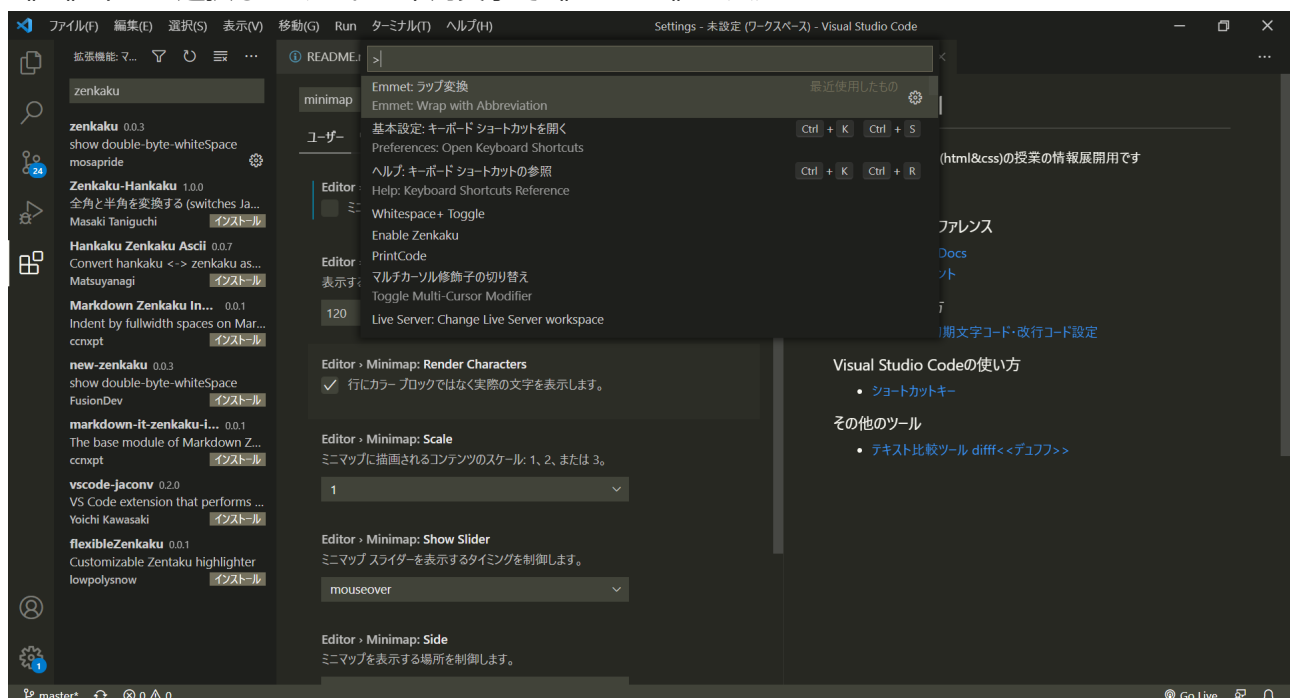 ファイル(F) 編集(E) 選択(S) 表示(V) 移動(G) Run ターミナル(T) ヘルプ(H) Settings - 未設定 (ワークスペース) - Visual Studio Code
拡張機能: マ...
zenkaku
zenkaku 0.0.3
show double-byte-whiteSpace
mosapride
Zenkaku-Hankaku 1.0.0
全角と半角を変換する (switches Ja...
Masaki Taniguchi インストール
Hankaku Zenkaku Ascii 0.0.7
Convert hankaku <-> zenkaku as...
Matsuyanagi インストール
Markdown Zenkaku In... 0.0.1
Indent by fullwidth spaces on Mar...
ccnxpt インストール
new-zenkaku 0.0.3
show double-byte-whiteSpace
FusionDev インストール
markdown-it-zenkaku-i... 0.0.1
The base module of Markdown Z...
ccnxpt インストール
vscode-jaconv 0.2.0
VS Code extension that performs ...
Yoichi Kawasaki インストール
flexibleZenkaku 0.0.1
Customizable Zentaku highlighter
lowpolysnow インストール
24
1
README.
minimap
ユーザー
>
Emmet: ラップ変換 最近使用したもの
Emmet: Wrap with Abbreviation
基本設定: キーボード ショートカットを開く Ctrl + K Ctrl + S
Preferences: Open Keyboard Shortcuts
ヘルプ: キーボード ショートカットの参照 Ctrl + K Ctrl + R
Help: Keyboard Shortcuts Reference
Whitespace+ Toggle
Enable Zenkaku
PrintCode
マルチカーソル修飾子の切り替え
Toggle Multi-Cursor Modifier
Live Server: Change Live Server workspace
Editor
ミニ
Editor
表示する
120
Editor › Minimap: Render Characters
行にカラー ブロックではなく実際の文字を表示します。
Editor › Minimap: Scale
ミニマップに描画されるコンテンツのスケール: 1、2、または 3。
1
Editor › Minimap: Show Slider
ミニマップ スライダーを表示するタイミングを制御します。
mouseover
Editor › Minimap: Side
ミニマップを表示する場所を制御します。
(html&css)の授業の情報展開用です
ファレンス
Docs
ント
期文字コード・改行コード設定
Visual Studio Codeの使い方
ショートカットキー
その他のツール
テキスト比較ツール difff<<デュフフ>>
master* 0 0 Go Live